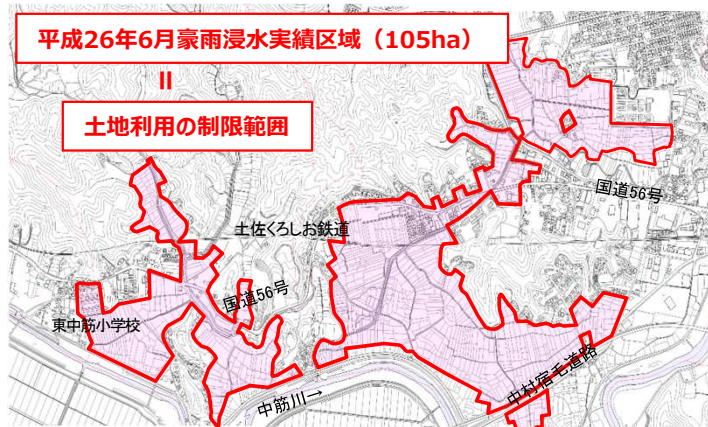 平成26年6月豪雨浸水実績区域（105ha）
＝
土地利用の制限範囲
国道56号
土佐くろしお鉄道
国道56号
東中筋小学校
中村宿毛道路
中筋川→